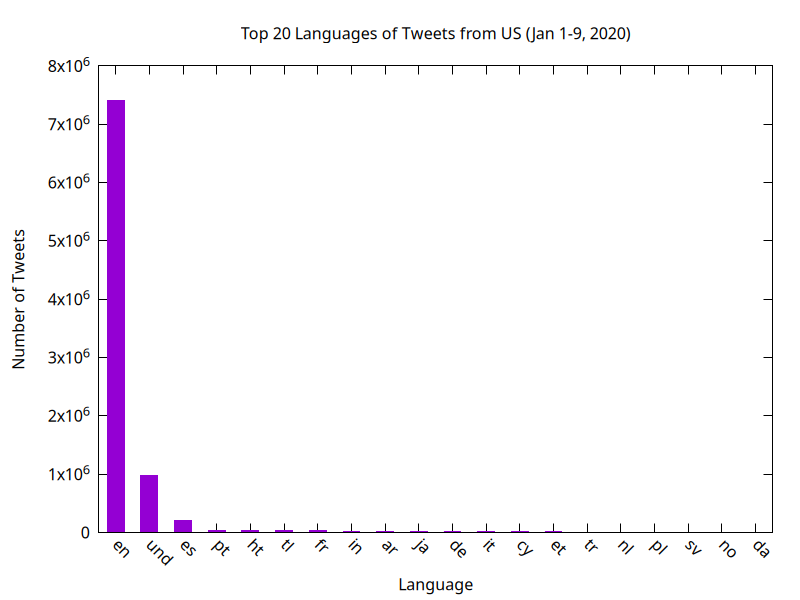 Top 20 Languages of Tweets from US (Jan 1-9, 2020)
8x10⁶
7x10⁶
6x10⁶
5x10⁶
4x10⁶
3x10⁶
2x10⁶
1x10⁶
0
Number of Tweets
en und es pt ht tl fr in ar ja de it cy et tr nl pl sv no da
Language